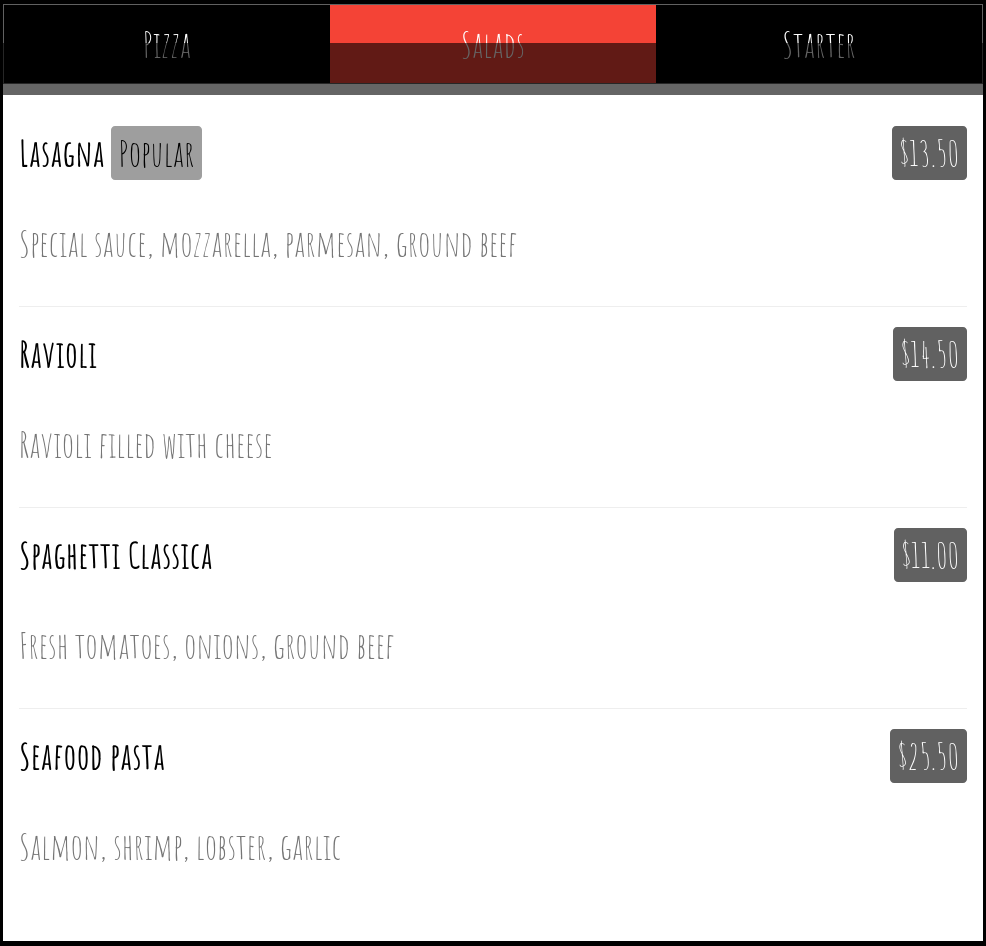 Pizza Salads Starter
Lasagna Popular $13.50
Special sauce, mozzarella, parmesan, ground beef
Ravioli $14.50
Ravioli filled with cheese
Spaghetti Classica $11.00
Fresh tomatoes, onions, ground beef
Seafood pasta $25.50
Salmon, shrimp, lobster, garlic